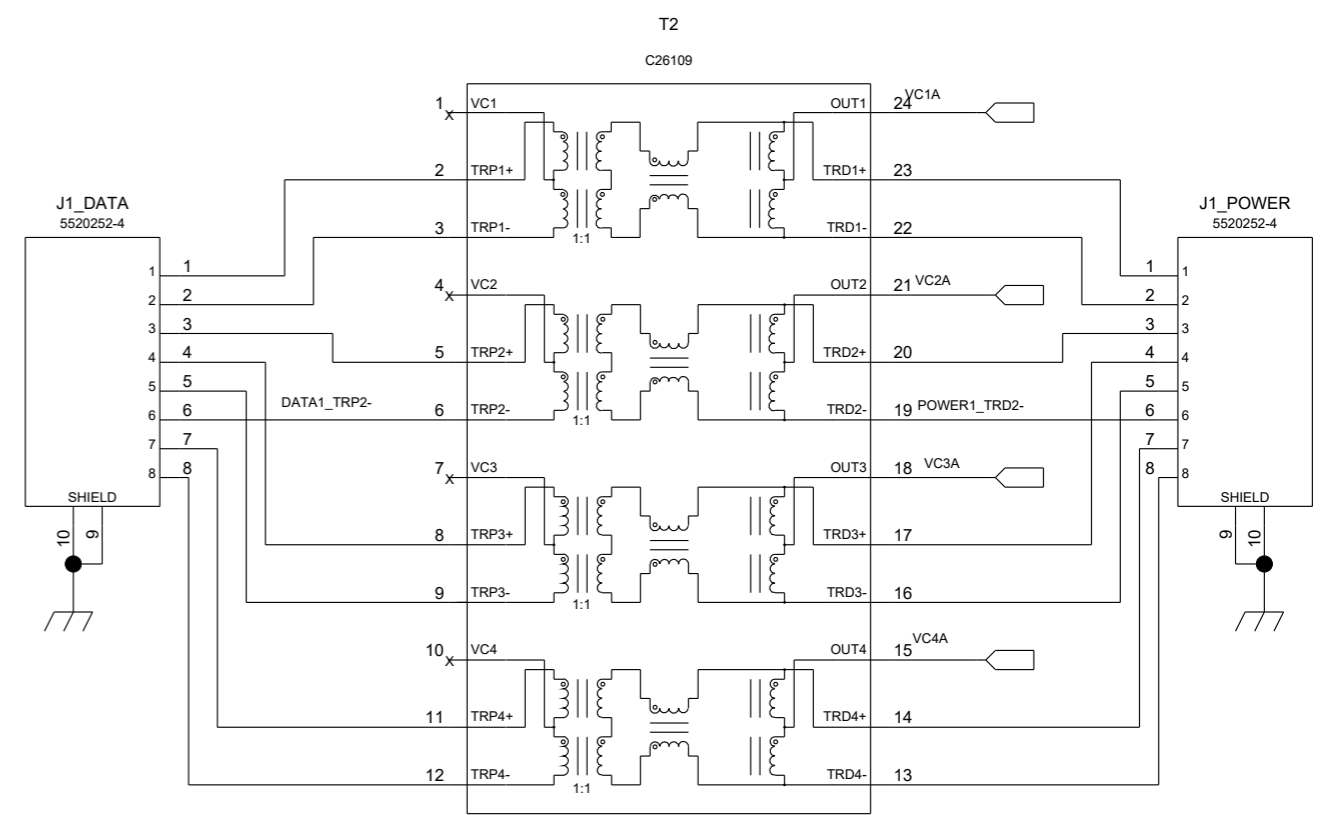 T2
C26109
1 VC1 OUT1 24 VC1A
2 TRP1+ TRD1+ 23
3 TRP1- TRD1- 22
1:1
4 VC2 OUT2 21 VC2A
5 TRP2+ TRD2+ 20
DATA1_TRP2- 6 TRP2- TRD2- 19 POWER1_TRD2-
1:1
7 VC3 OUT3 18 VC3A
8 TRP3+ TRD3+ 17
9 TRP3- TRD3- 16
1:1
10 VC4 OUT4 15 VC4A
11 TRP4+ TRD4+ 14
12 TRP4- TRD4- 13
1:1
J1_DATA
5520252-4
1 1
2 2
3 3
4 4
5 5
6 6
7 7
8 8
SHIELD
10 9
J1_POWER
5520252-4
1 1
2 2
3 3
4 4
5 5
6 6
7 7
8 8
SHIELD
9 10